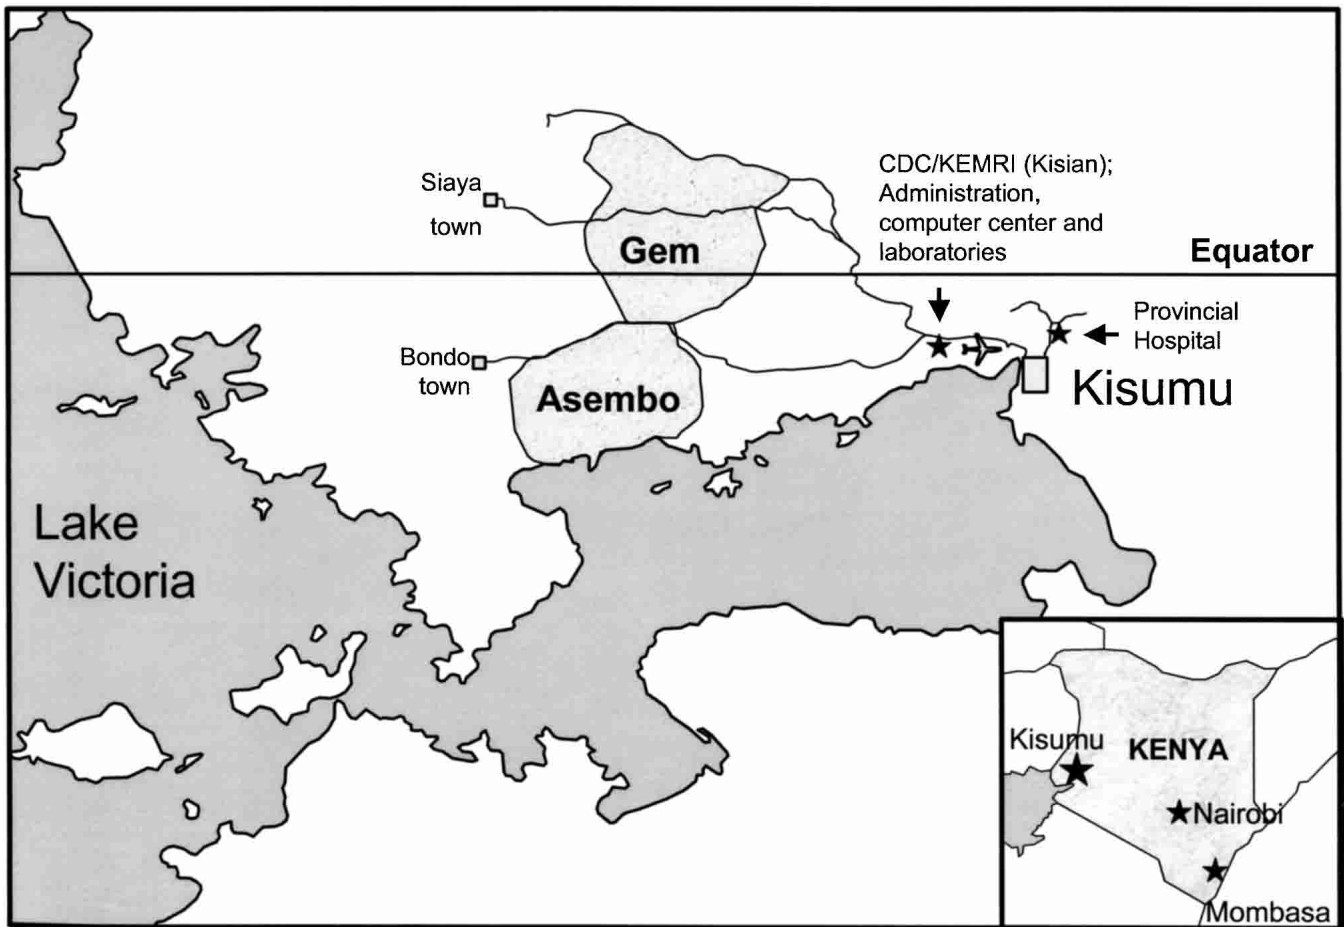 CDC/KEMRI (Kisian);
Administration,
computer center and
laboratories
Siaya
town
Gem
Equator
Provincial
Hospital
Bondo
town
Asembo
Kisumu
Lake
Victoria
Kisumu
KENYA
Nairobi
Mombasa